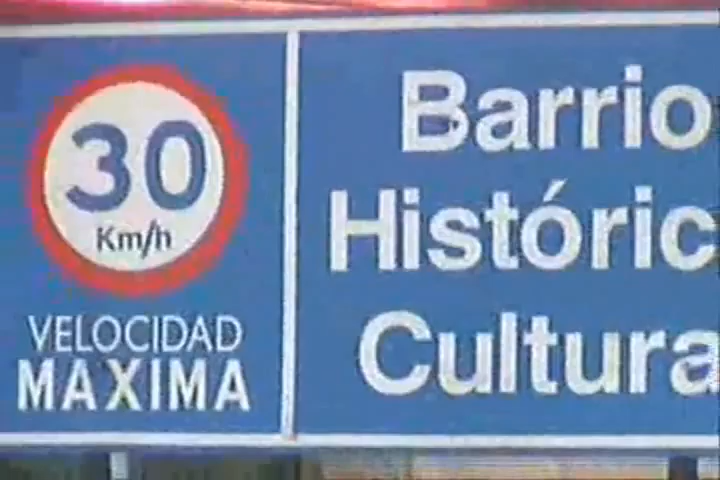 30
Km/h
VELOCIDAD
MAXIMA
Barrio
Históric
Cultura